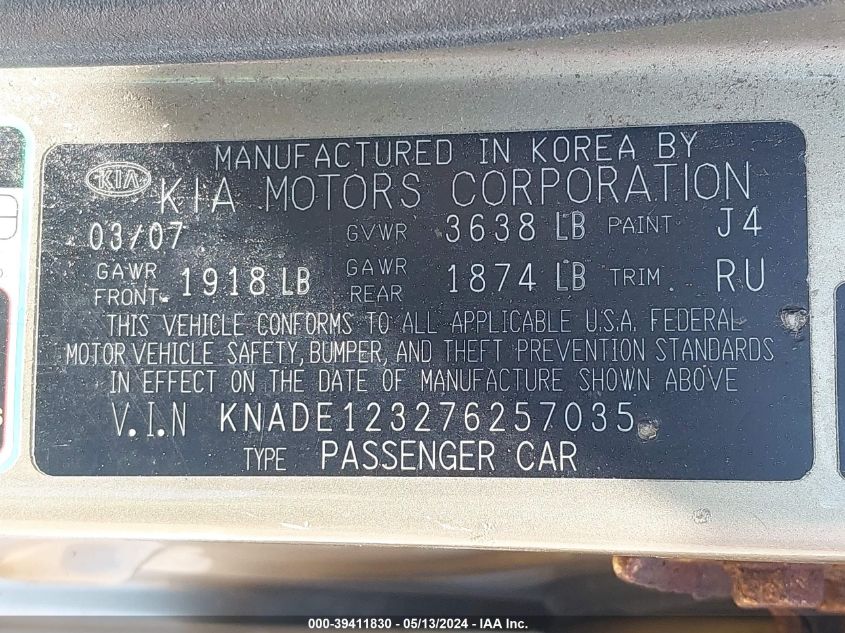 MANUFACTURED IN KOREA BY
KIA KIA MOTORS CORPORATION
03/07 GVWR 3638 LB PAINT J4
GAWR FRONT 1918 LB GAWR REAR 1874 LB TRIM RU
THIS VEHICLE CONFORMS TO ALL APPLICABLE U.S.A. FEDERAL
MOTOR VEHICLE SAFETY, BUMPER, AND THEFT PREVENTION STANDARDS
IN EFFECT ON THE DATE OF MANUFACTURE SHOWN ABOVE
V.I.N KNADE123276257035
TYPE PASSENGER CAR
000-39411830 - 05/13/2024 - IAA Inc.